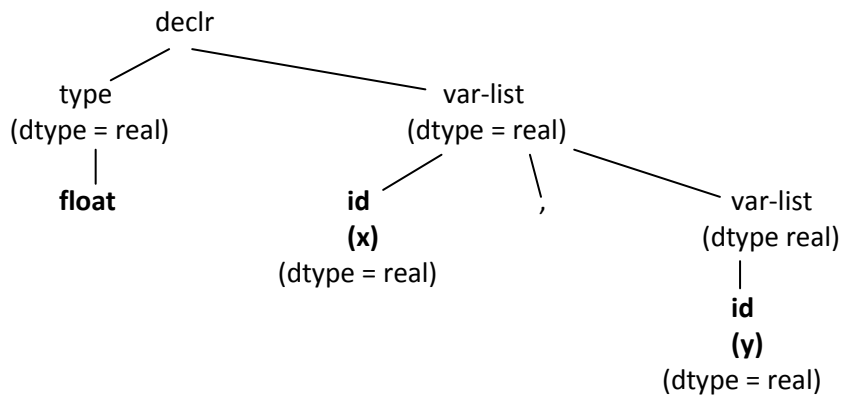 declr
type var-list
(dtype = real) (dtype = real)
float id , var-list
(x) (dtype real)
(dtype = real)
id
(y)
(dtype = real)